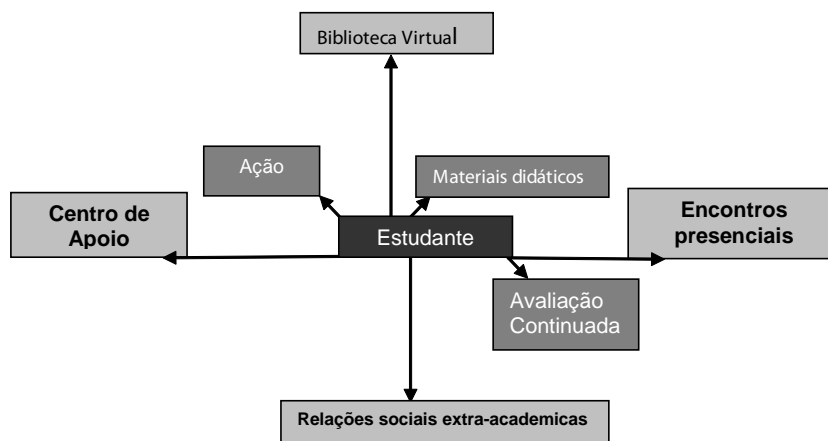 Biblioteca Virtual
Ação
Materiais didáticos
Centro de
Apoio
Estudante
Encontros
presenciais
Avaliação
Continuada
Relações sociais extra-academicas